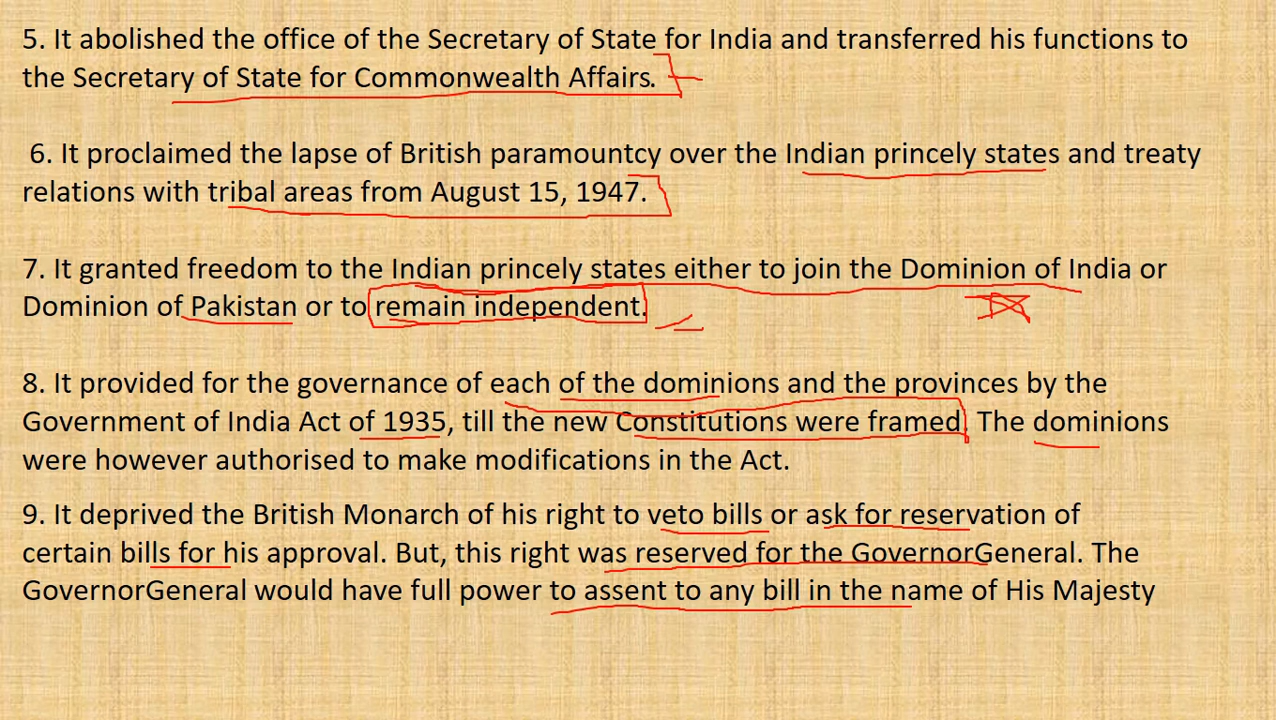 5. It abolished the office of the Secretary of State for India and transferred his functions to
the Secretary of State for Commonwealth Affairs.
6. It proclaimed the lapse of British paramountcy over the Indian princely states and treaty
relations with tribal areas from August 15, 1947.
7. It granted freedom to the Indian princely states either to join the Dominion of India or
Dominion of Pakistan or to remain independent.
8. It provided for the governance of each of the dominions and the provinces by the
Government of India Act of 1935, till the new Constitutions were framed. The dominions
were however authorised to make modifications in the Act.
9. It deprived the British Monarch of his right to veto bills or ask for reservation of
certain bills for his approval. But, this right was reserved for the GovernorGeneral. The
GovernorGeneral would have full power to assent to any bill in the name of His Majesty